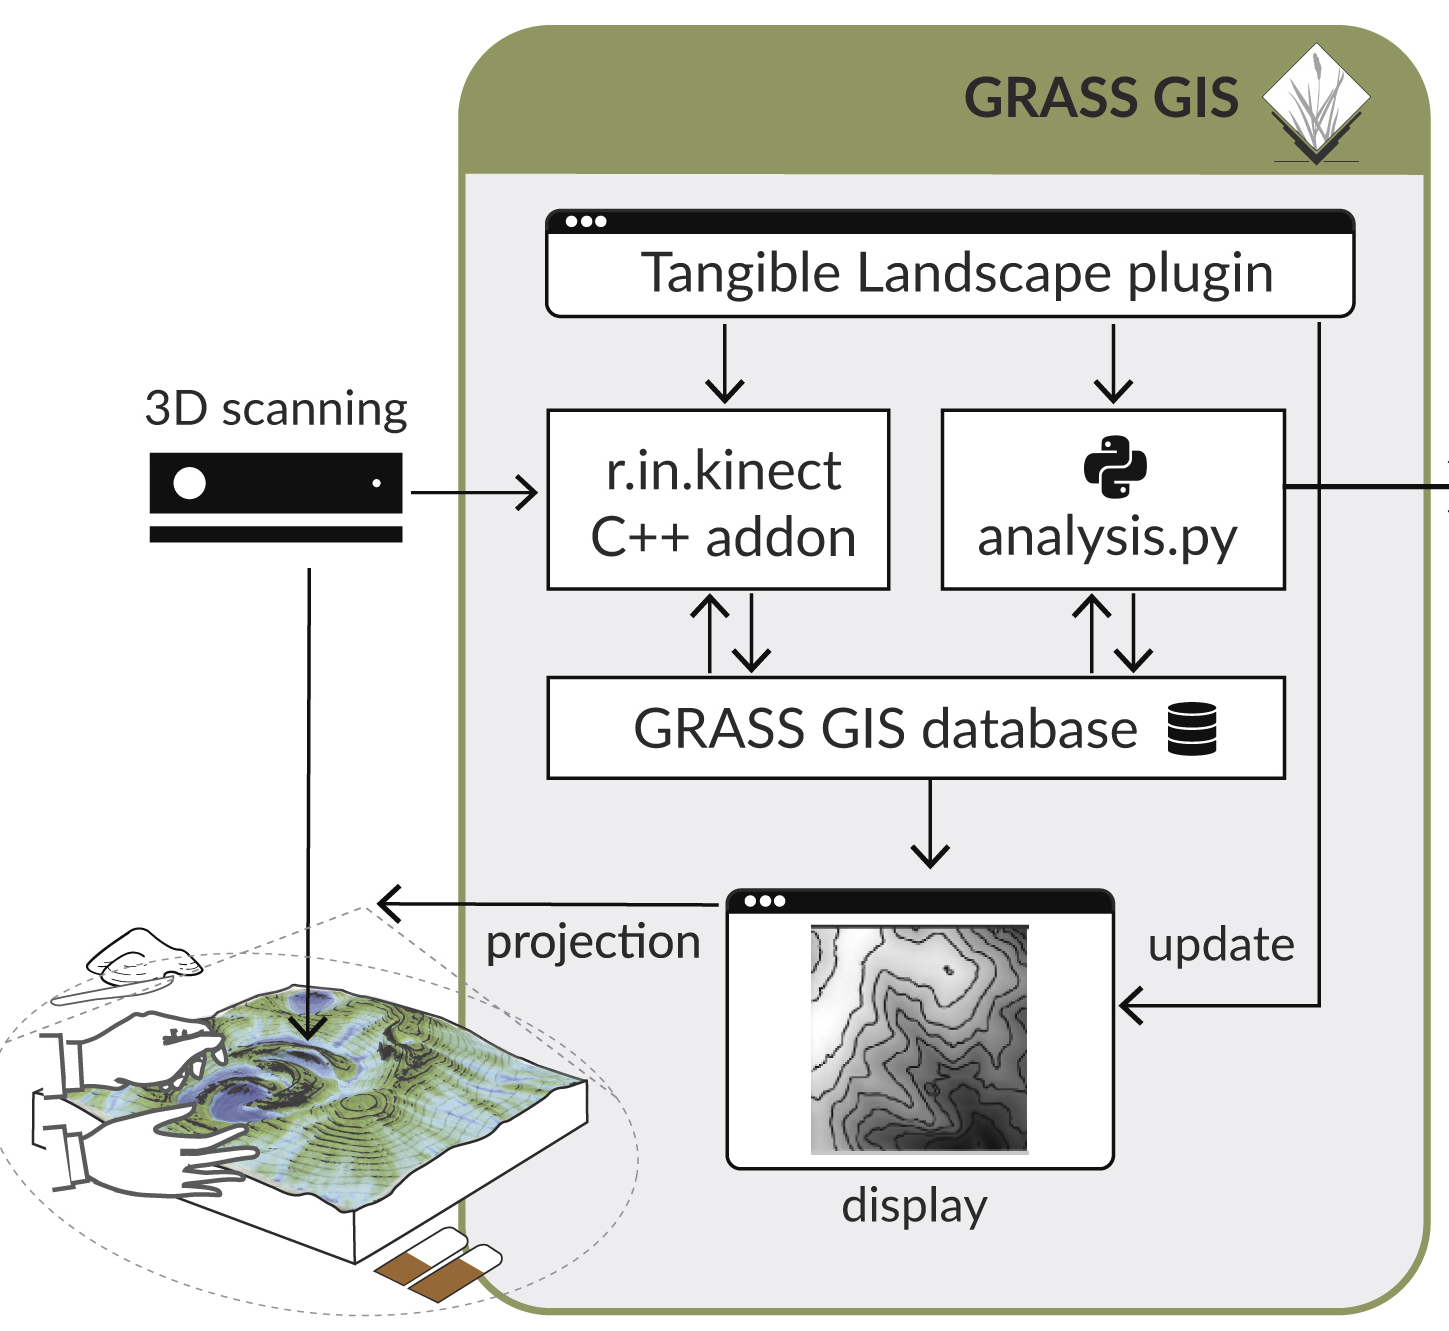 GRASS GIS
Tangible Landscape plugin
3D scanning
r.in.kinect
C++ addon
analysis.py
GRASS GIS database
projection
update
display